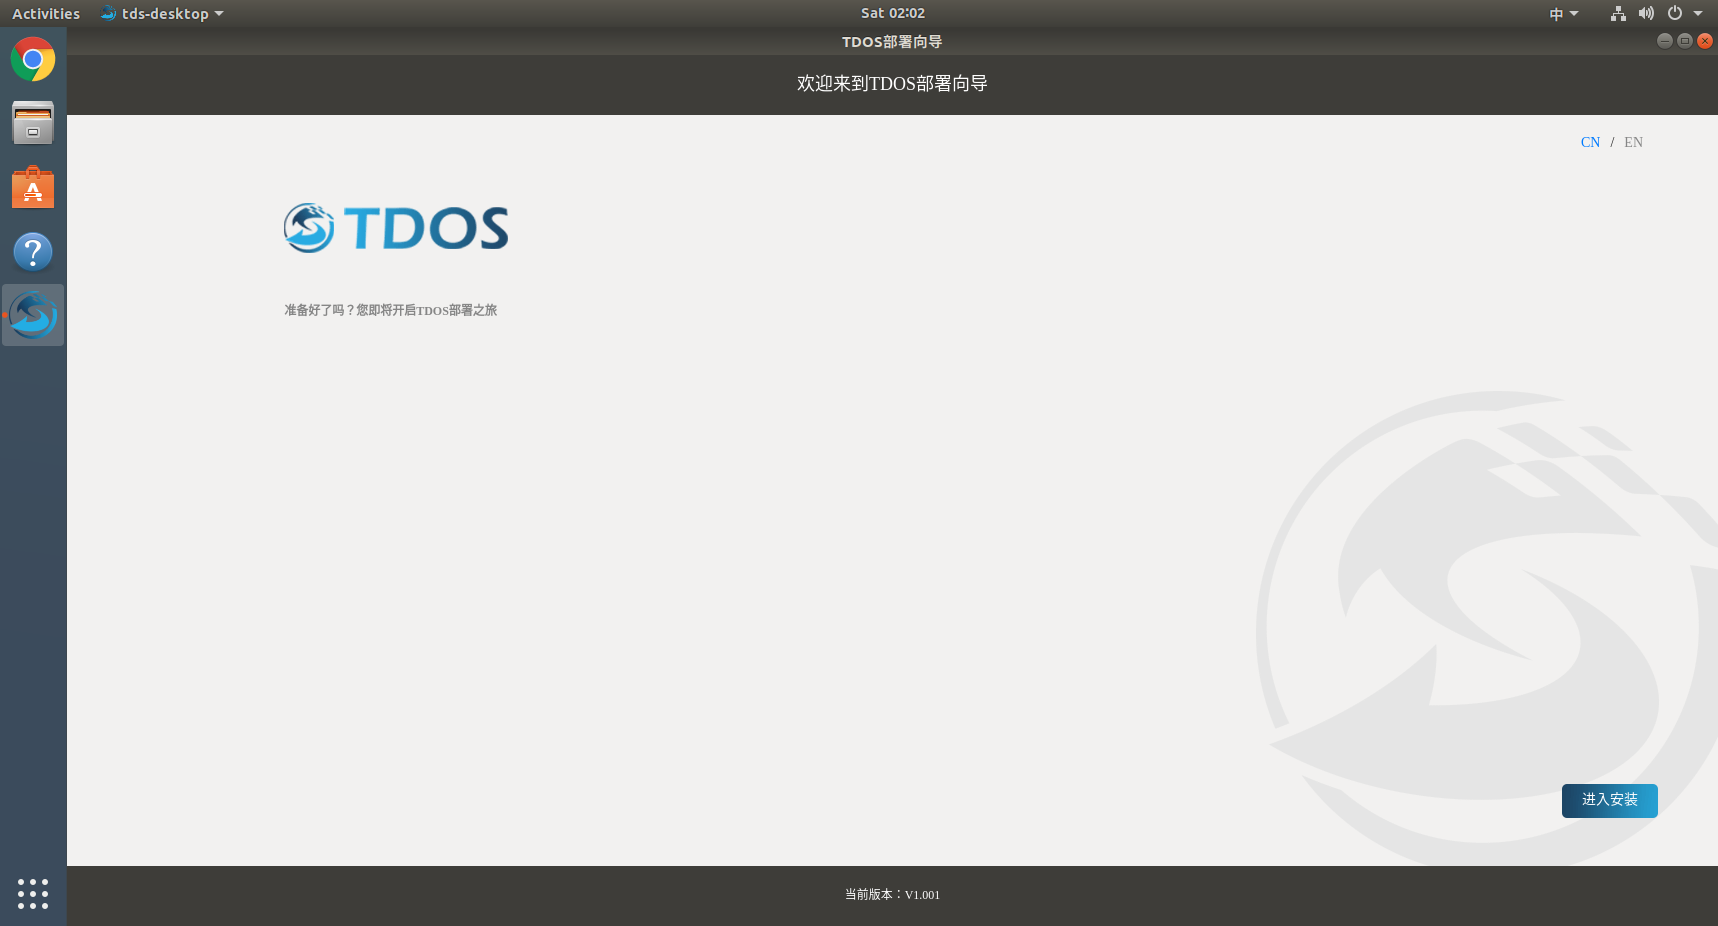 Activities tds-desktop Sat 02:02 中
TDOS部署向导
欢迎来到TDOS部署向导
CN / EN
TDOS
准备好了吗？您即将开启TDOS部署之旅
进入安装
当前版本：V1.001